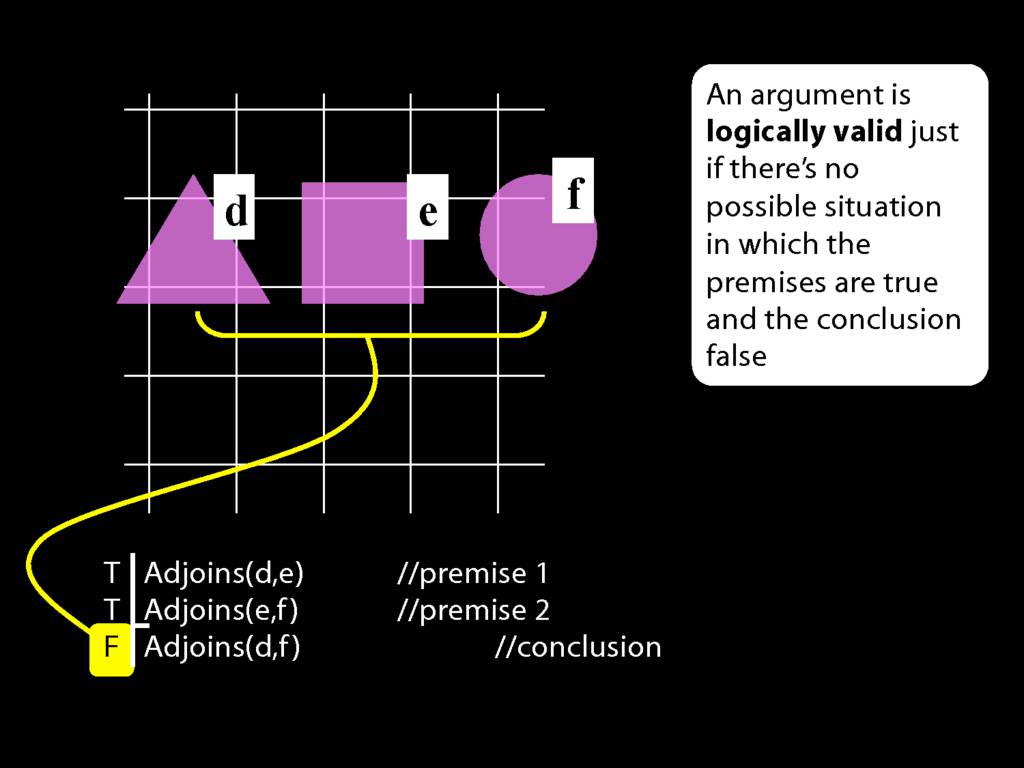 d
e
f
An argument is
logically valid just
if there's no
possible situation
in which the
premises are true
and the conclusion
false
T Adjoins(d,e) //premise 1
T Adjoins(e,f) //premise 2
F Adjoins(d,f) //conclusion